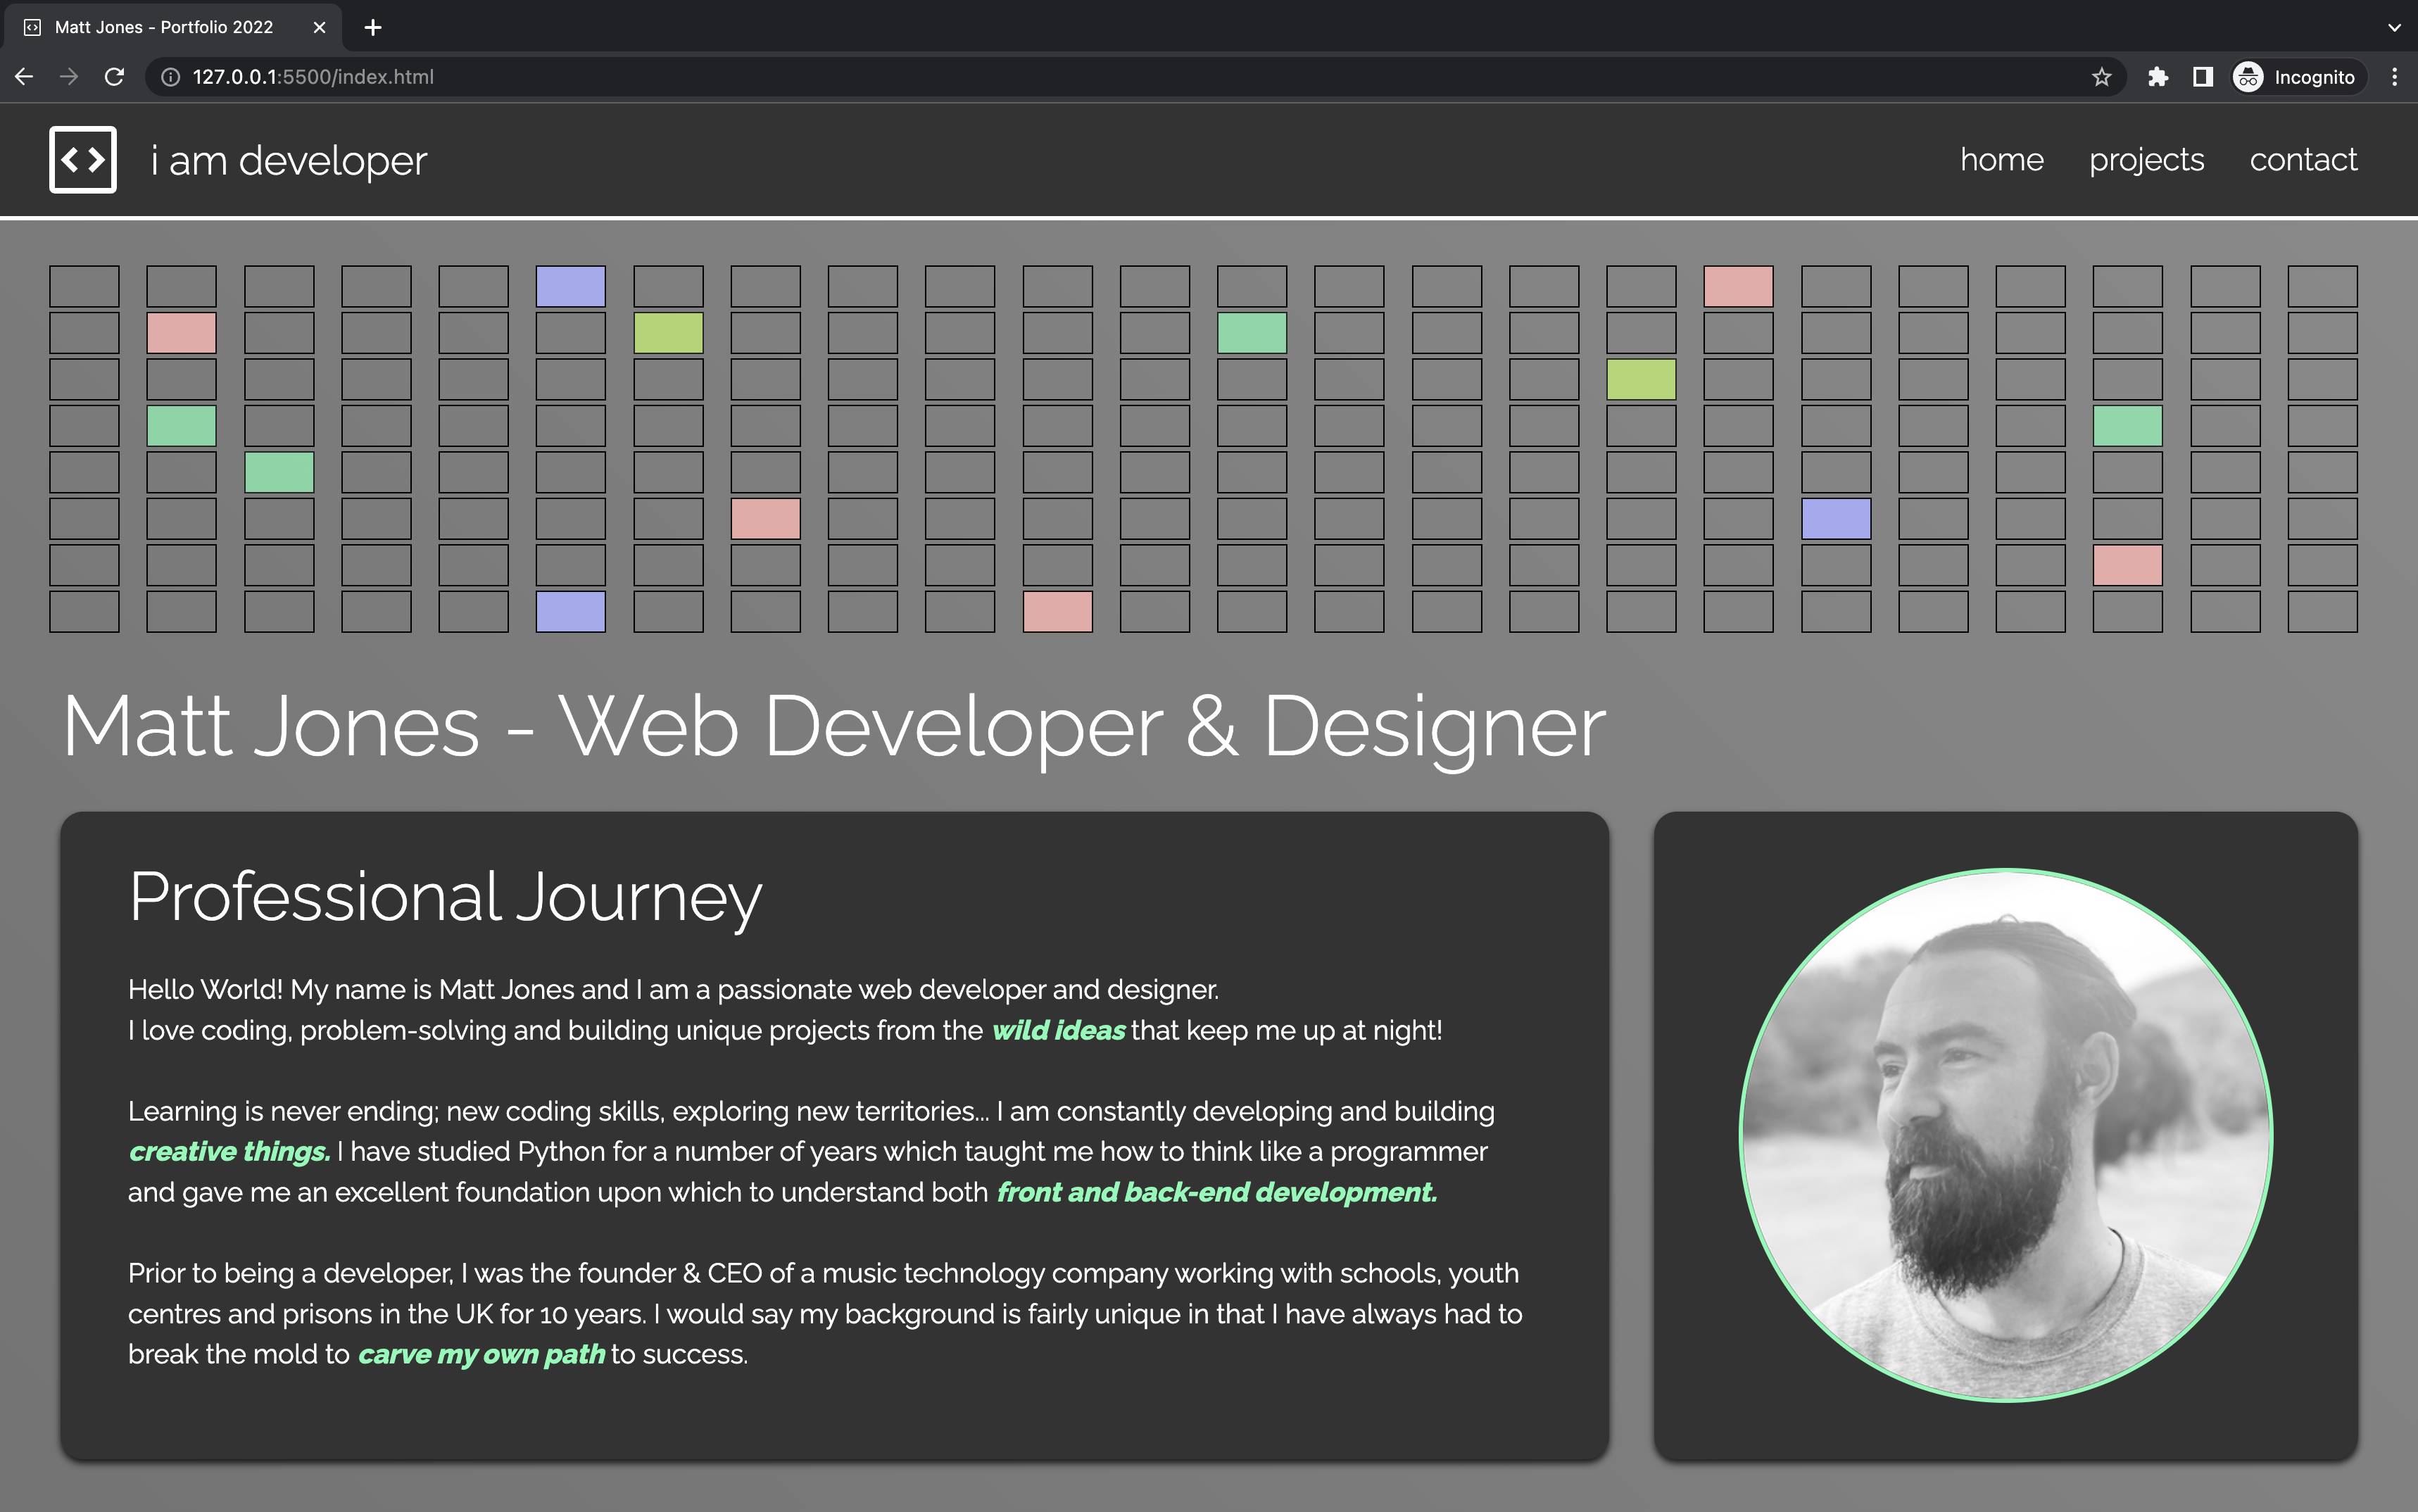 Matt Jones - Portfolio 2022
127.0.0.1:5500/index.html
Incognito
i am developer
home projects contact
Matt Jones - Web Developer & Designer
Professional Journey
Hello World! My name is Matt Jones and I am a passionate web developer and designer.
I love coding, problem-solving and building unique projects from the wild ideas that keep me up at night!
Learning is never ending; new coding skills, exploring new territories... I am constantly developing and building
creative things. I have studied Python for a number of years which taught me how to think like a programmer
and gave me an excellent foundation upon which to understand both front and back-end development.
Prior to being a developer, I was the founder & CEO of a music technology company working with schools, youth
centres and prisons in the UK for 10 years. I would say my background is fairly unique in that I have always had to
break the mold to carve my own path to success.